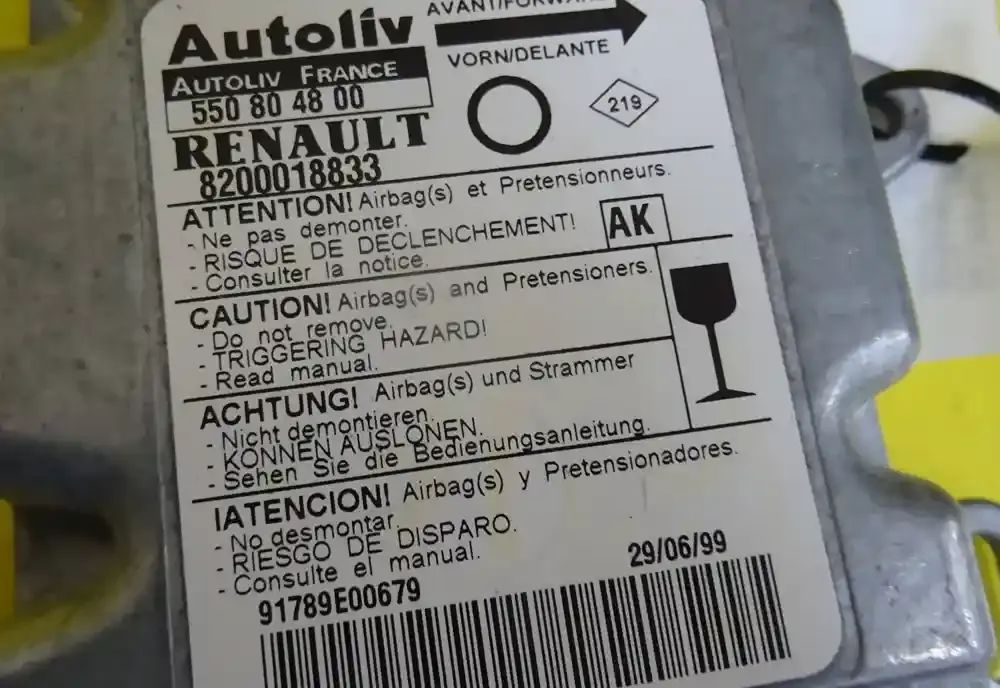 Autoliv
AVANT/FORWARD
AUTOLIV FRANCE
VORN/DELANTE
550 80 48 00
219
RENAULT
8200018833
ATTENTION! Airbag(s) et Pretensionneurs.
- Ne pas demonter.
- RISQUE DE DECLENCHEMENT!
- Consulter la notice.
AK
CAUTION! Airbag(s) and Pretensioners.
- Do not remove.
- TRIGGERING HAZARD!
- Read manual.
ACHTUNG! Airbag(s) und Strammer
- Nicht demontieren.
- KONNEN AUSLONEN.
- Sehen Sie die Bedienungsanleitung.
IATENCION! Airbag(s) y Pretensionadores.
- No desmontar.
- RIESGO DE DISPARO.
- Consulte el manual.
29/06/99
91789E00679